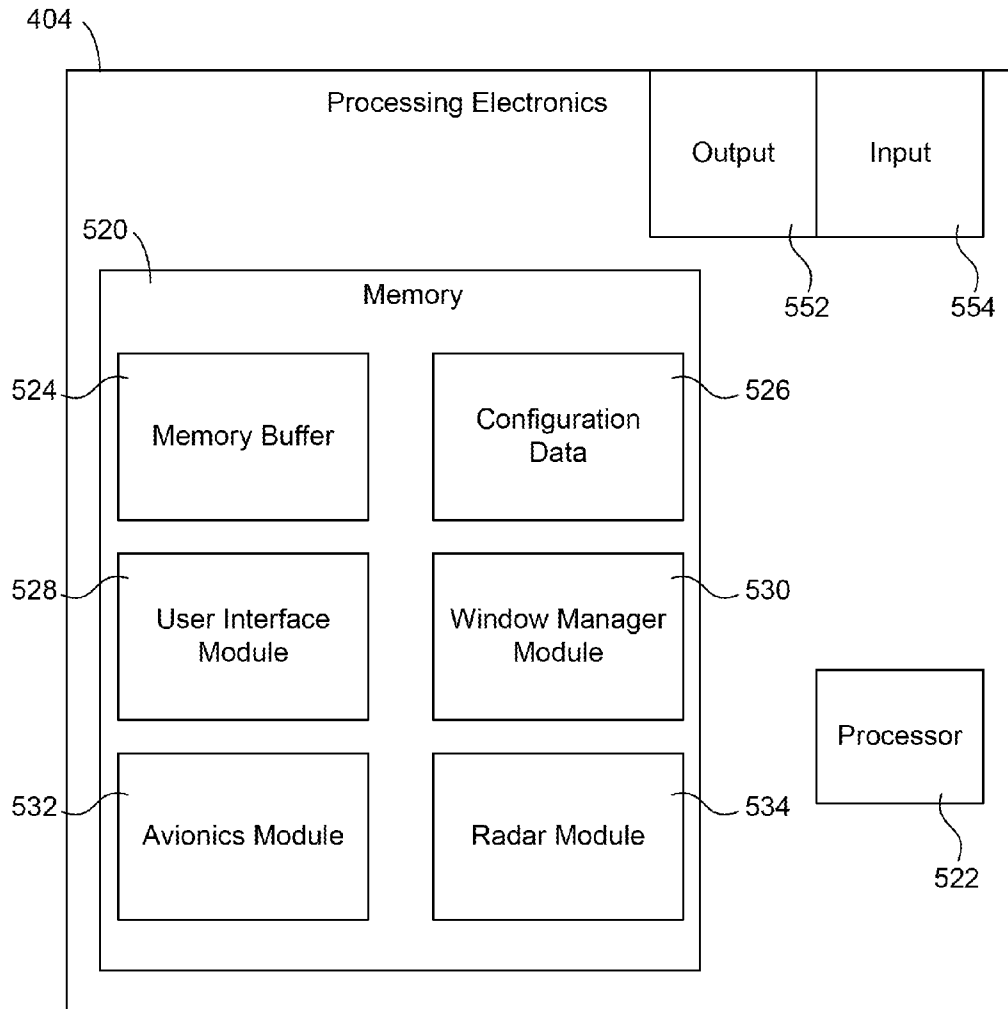 404
Processing Electronics
Output
Input
520
552
554
Memory
524
526
Memory Buffer
Configuration
Data
528
530
User Interface
Module
Window Manager
Module
Processor
532
534
Avionics Module
Radar Module
522